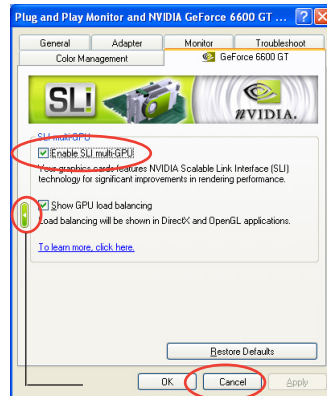 Plug and Play Monitor and NVIDIA GeForce 6600 GT ...
General Adapter Monitor Troubleshoot
Color Management GeForce 6600 GT
SLi
NVIDIA.
SLI multi-GPU
Enable SLI multi-GPU
Your graphics cards features NVIDIA Scalable Link Interface (SLI)
technology for significant improvements in rendering performance.
Show GPU load balancing
Load balancing will be shown in DirectX and OpenGL applications.
To learn more, click here.
Restore Defaults
OK Cancel Apply